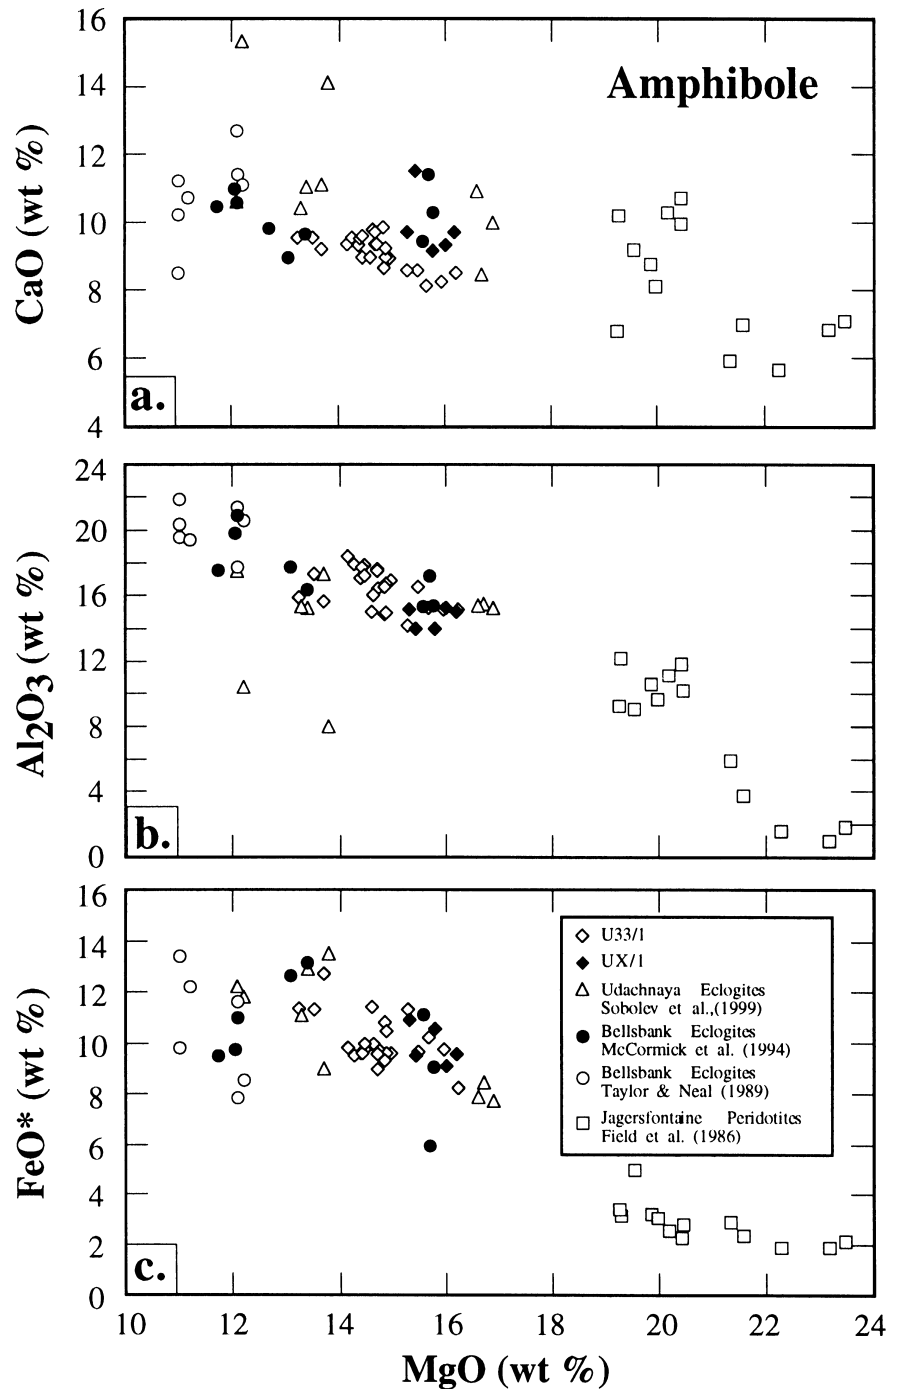 16
14
12
10
8
6
4
CaO (wt %)
Amphibole
a.
24
20
16
12
8
4
0
Al2O3 (wt %)
b.
16
14
12
10
8
6
4
2
0
FeO* (wt %)
U33/1
UX/1
Udachnaya Eclogites
Sobolev et al.,(1999)
Bellsbank Eclogites
McCormick et al. (1994)
Bellsbank Eclogites
Taylor & Neal (1989)
Jagersfontaine Peridotites
Field et al. (1986)
c.
10 12 14 16 18 20 22 24
MgO (wt %)